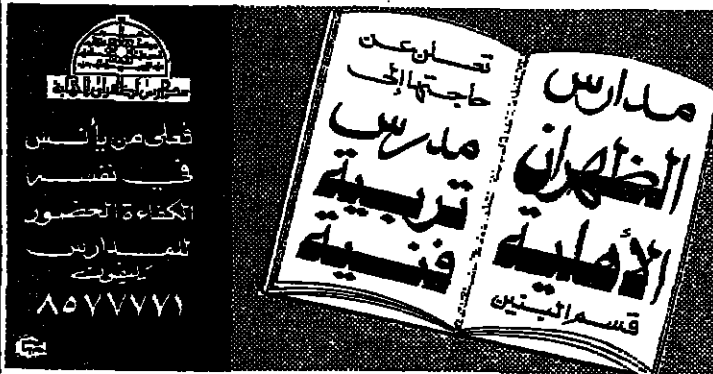 مدارس
الظهران
الأهلية
قسم البنين
تعلن عن
حاجتها إلى
مدرس
تربية
فنية
مدارس الظهران الأهلية
فعلى من يأنس
في نفسه
الكفاءة الحضور
للمدارس
تليفون
٨٥٧٧٧٧١